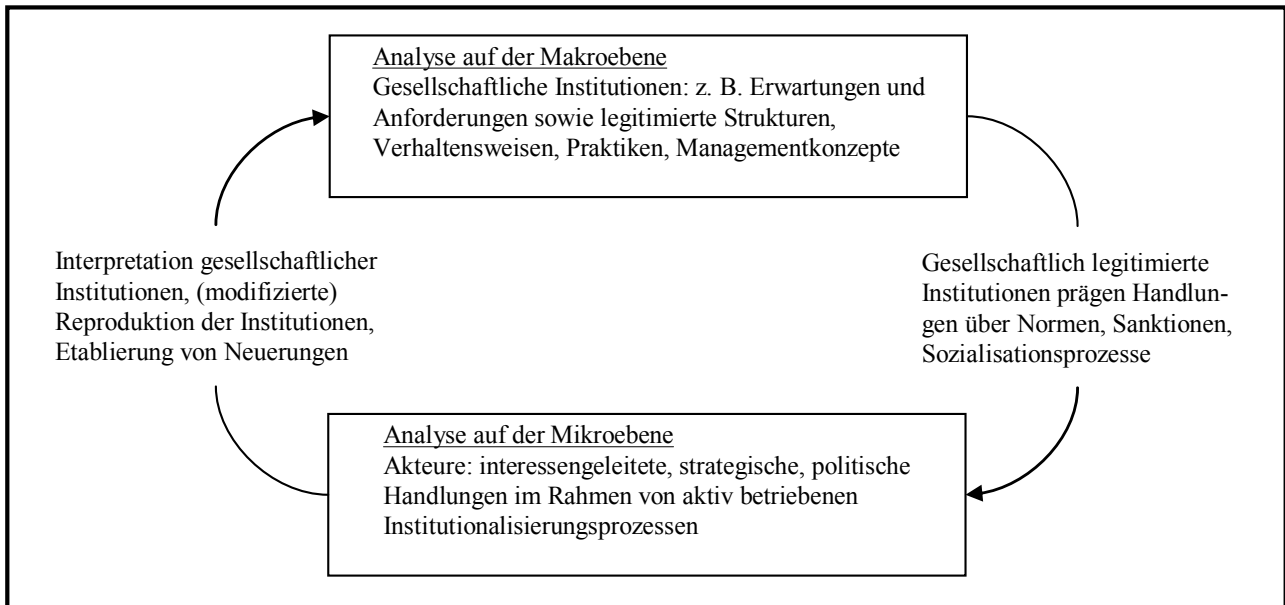 Analyse auf der Makroebene
Gesellschaftliche Institutionen: z. B. Erwartungen und
Anforderungen sowie legitimierte Strukturen,
Verhaltensweisen, Praktiken, Managementkonzepte
Interpretation gesellschaftlicher
Institutionen, (modifizierte)
Reproduktion der Institutionen,
Etablierung von Neuerungen
Gesellschaftlich legitimierte
Institutionen prägen Handlun-
gen über Normen, Sanktionen,
Sozialisationsprozesse
Analyse auf der Mikroebene
Akteure: interessengeleitete, strategische, politische
Handlungen im Rahmen von aktiv betriebenen
Institutionalisierungsprozessen